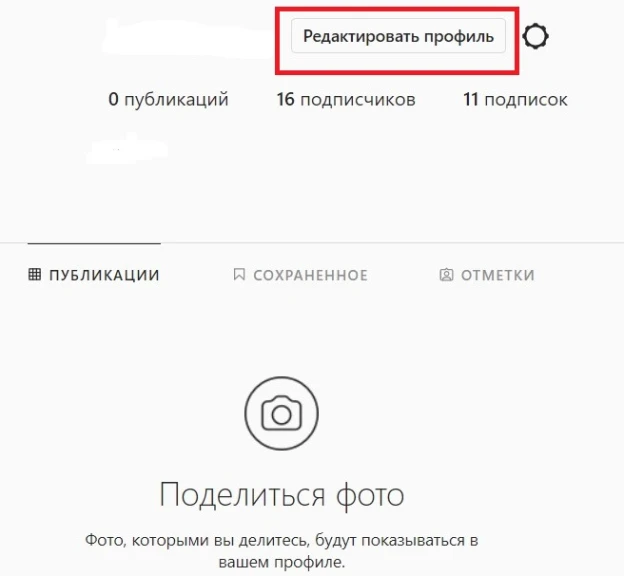 Редактировать профиль
0 публикаций 16 подписчиков 11 подписок
ПУБЛИКАЦИИ СОХРАНЕННОЕ ОТМЕТКИ
Поделиться фото
Фото, которыми вы делитесь, будут показываться в
вашем профиле.